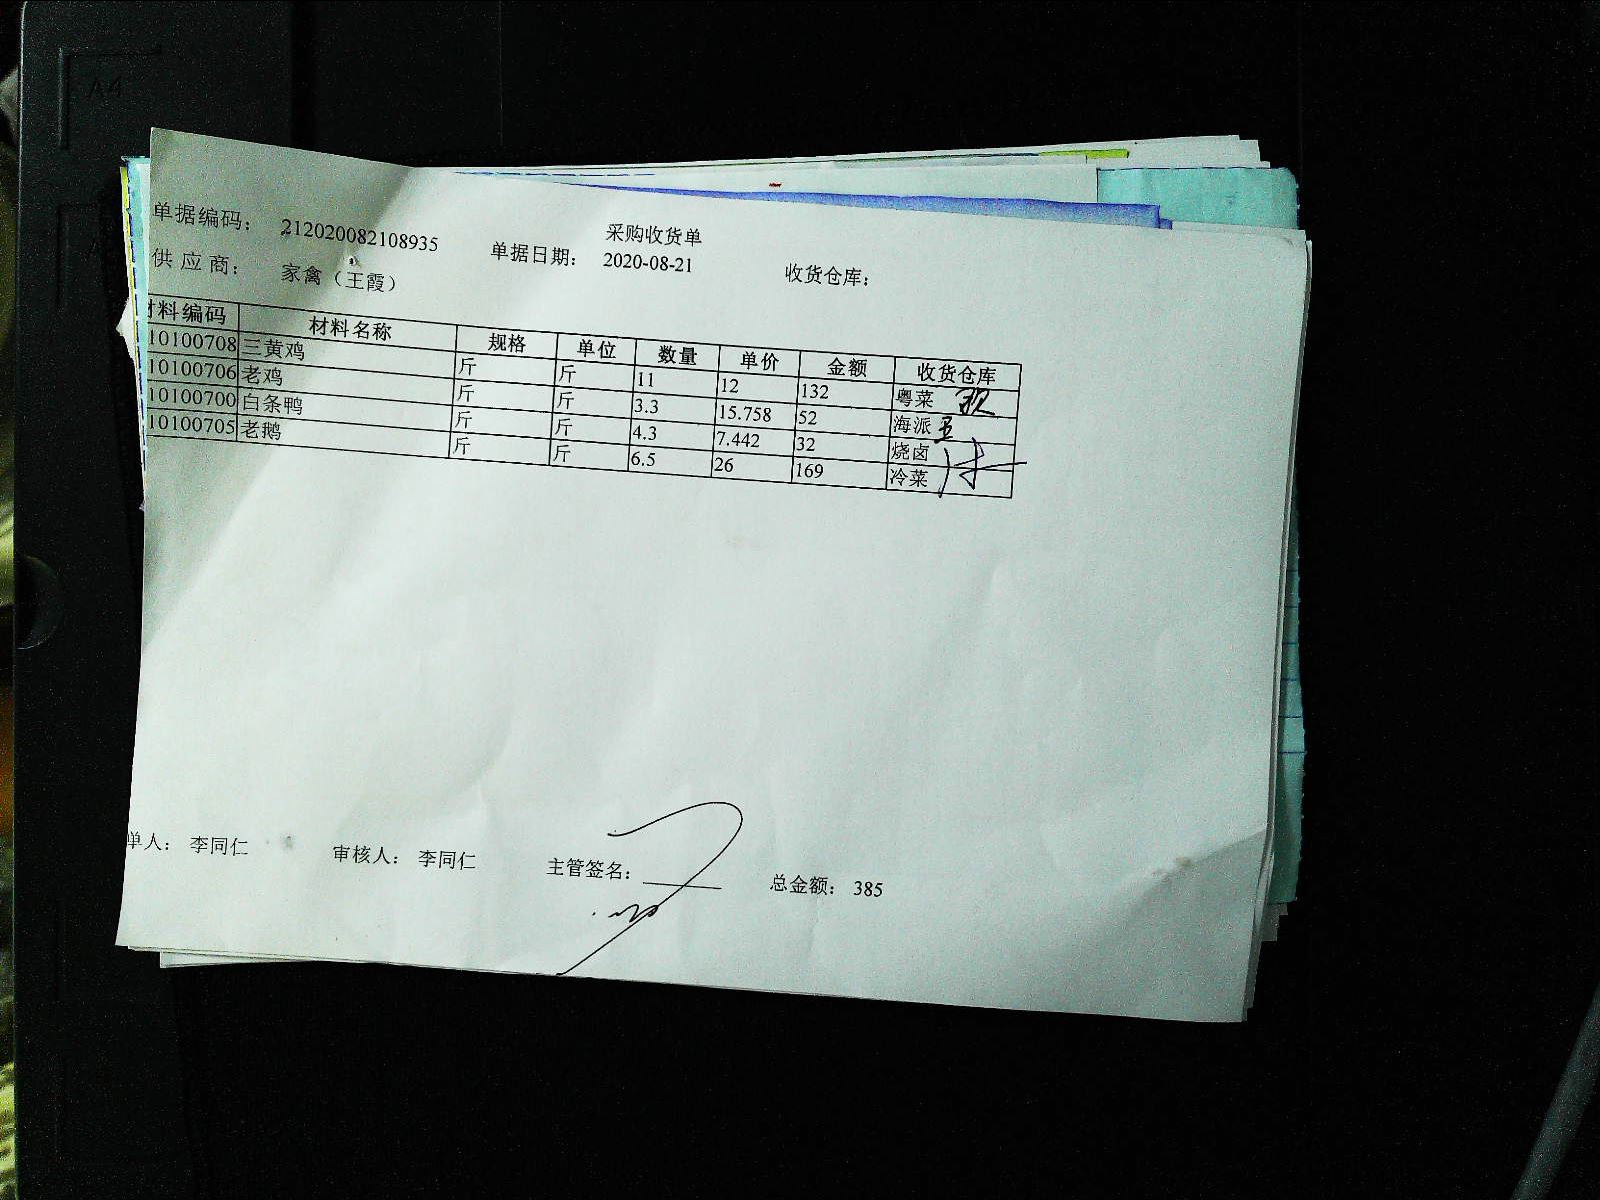 采购收货单
单据编码： 212020082108935 单据日期： 2020-08-21 收货仓库：
供 应 商： 家禽（王霞）
材料编码 材料名称 规格 单位 数量 单价 金额 收货仓库
10100708 三黄鸡 斤 斤 11 12 132 粤菜
10100706 老鸡 斤 斤 3.3 15.758 52 海派
10100700 白条鸭 斤 斤 4.3 7.442 32 烧卤
10100705 老鹅 斤 斤 6.5 26 169 冷菜
单人： 李同仁 审核人： 李同仁 主管签名： 总金额： 385